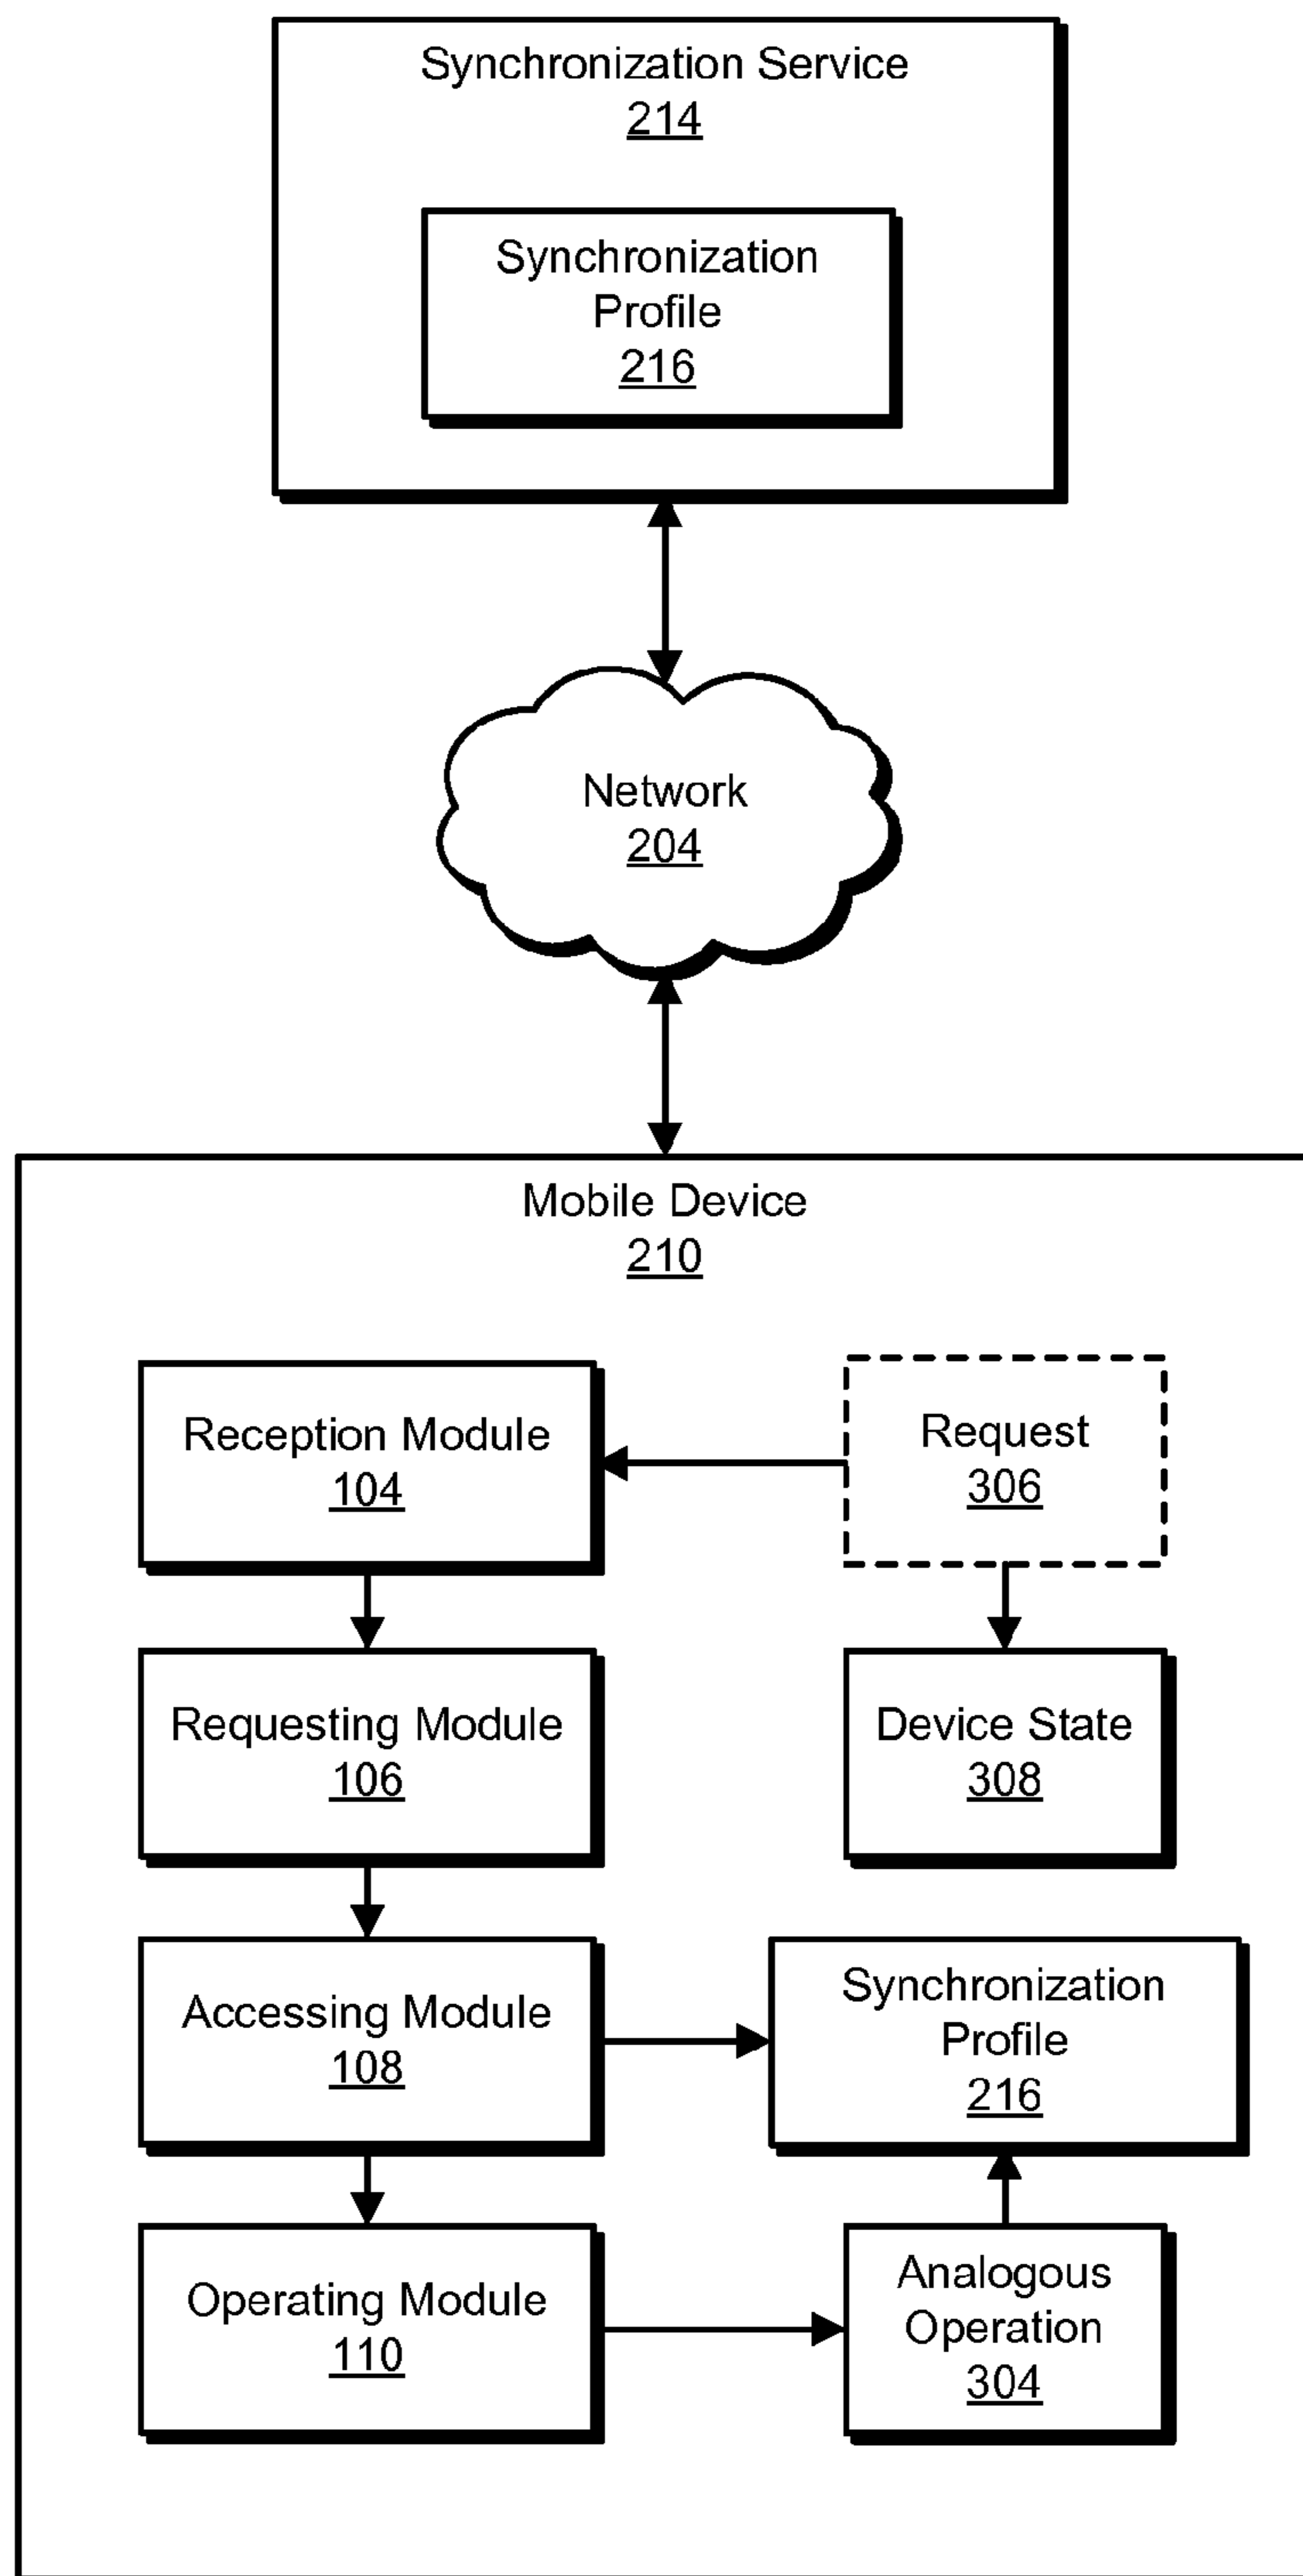 Synchronization Service
214
Synchronization
Profile
216
Network
204
Mobile Device
210
Reception Module
104
Request
306
Requesting Module
106
Device State
308
Accessing Module
108
Synchronization
Profile
216
Operating Module
110
Analogous
Operation
304